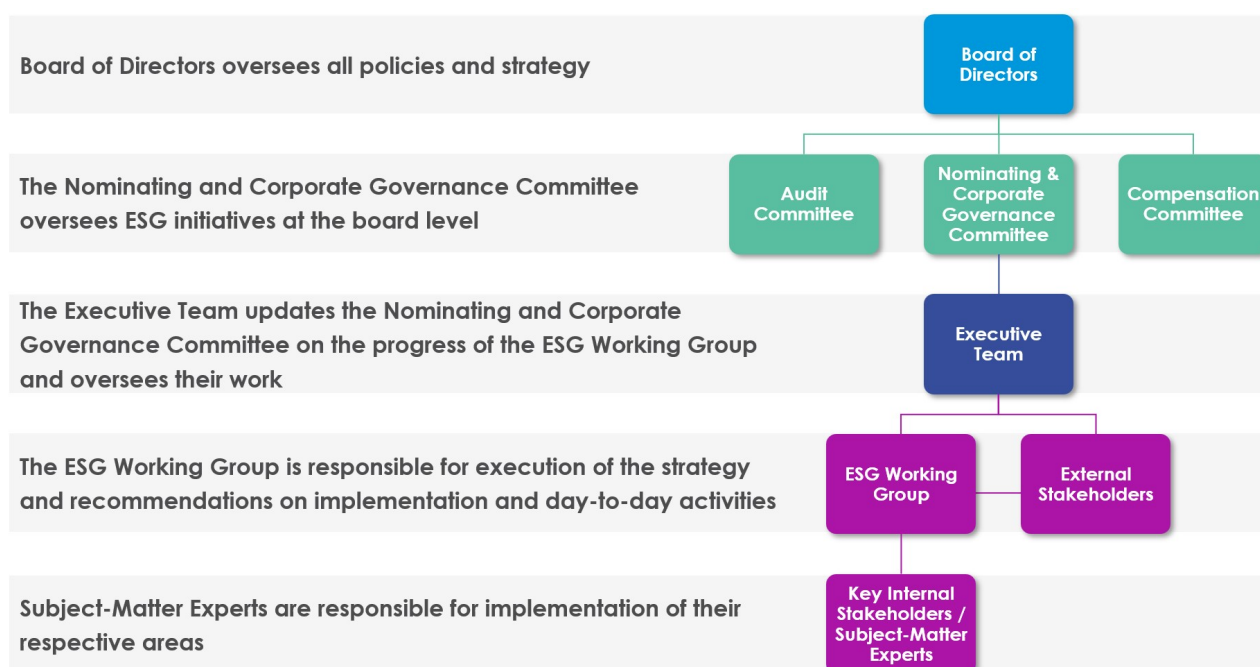 Board of Directors oversees all policies and strategy
Board of
Directors
The Nominating and Corporate Governance Committee
oversees ESG initiatives at the board level
Audit
Committee
Nominating &
Corporate
Governance
Committee
Compensation
Committee
The Executive Team updates the Nominating and Corporate
Governance Committee on the progress of the ESG Working Group
and oversees their work
Executive
Team
The ESG Working Group is responsible for execution of the strategy
and recommendations on implementation and day-to-day activities
ESG Working
Group
External
Stakeholders
Subject-Matter Experts are responsible for implementation of their
respective areas
Key Internal
Stakeholders /
Subject-Matter
Experts